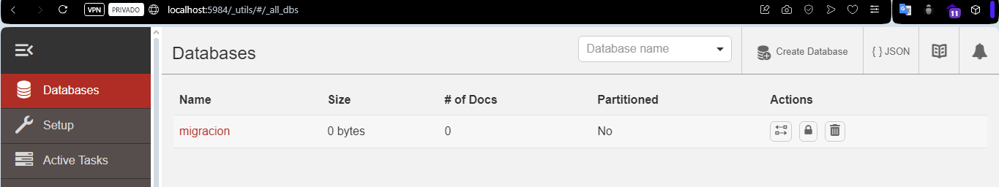 VPN PRIVADO localhost:5984/_utils/#/_all_dbs 11
Databases Database name Create Database { } JSON
Databases
Setup
Active Tasks
Name Size # of Docs Partitioned Actions
migracion 0 bytes 0 No